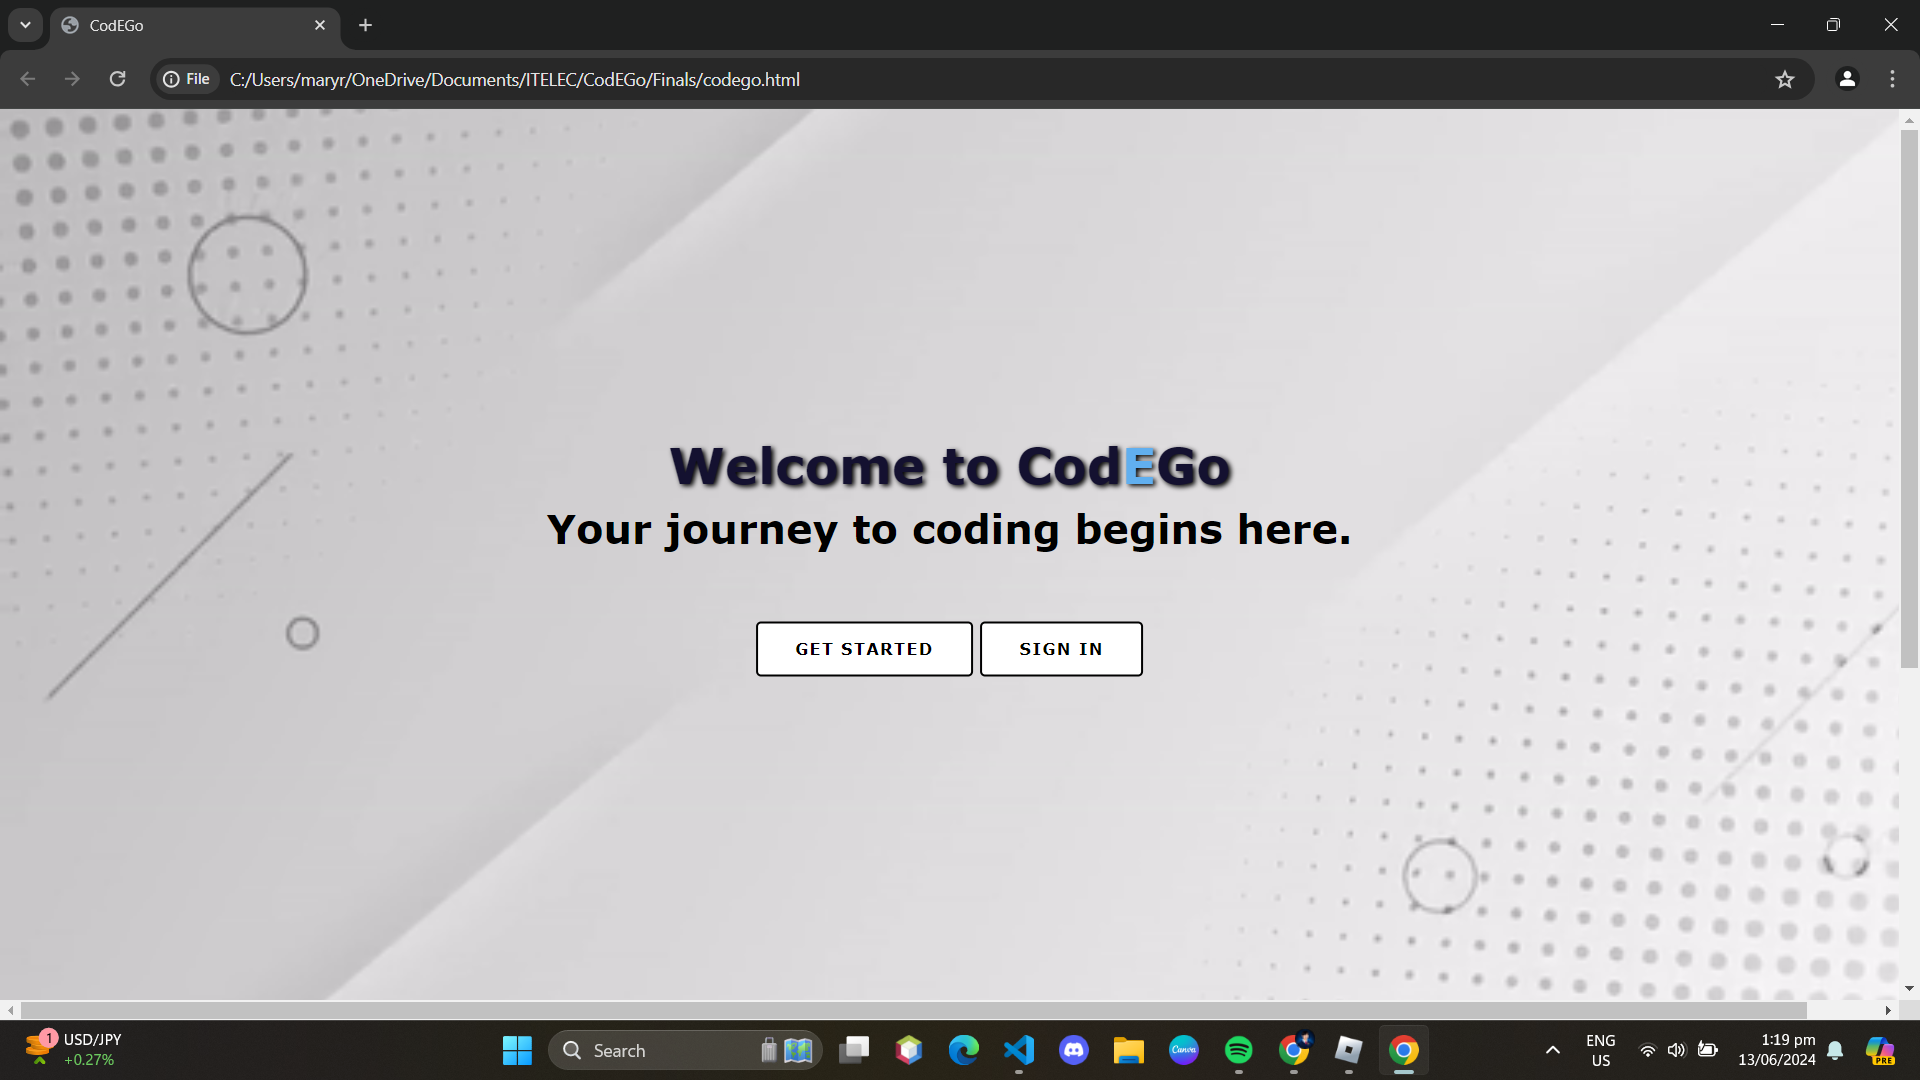 CodEGo
File C:/Users/maryr/OneDrive/Documents/ITELEC/CodEGo/Finals/codego.html
Welcome to CodEGo
Your journey to coding begins here.
GET STARTED SIGN IN
1 USD/JPY
+0.27%
Search
Canva
ENG
US
1:19 pm
13/06/2024
PRE